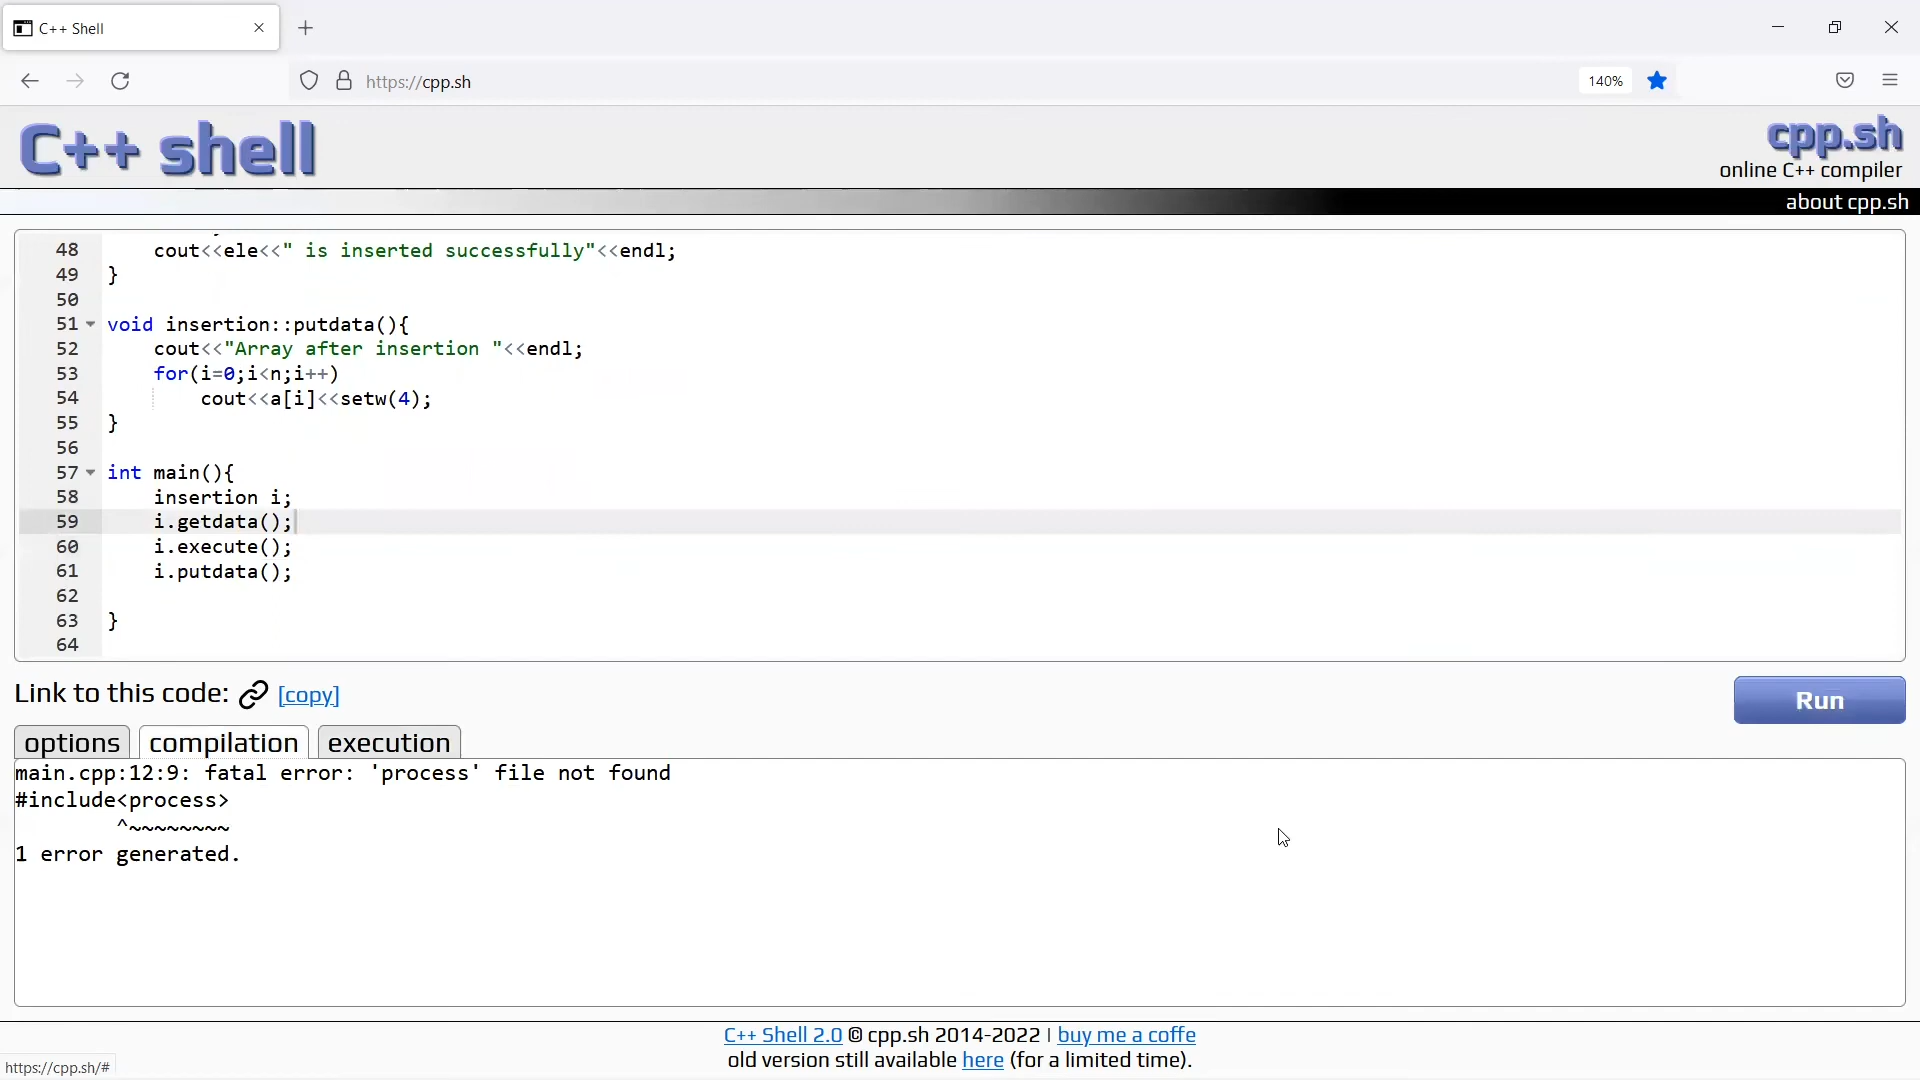 C++ Shell
https://cpp.sh
140%
C++ shell
cpp.sh
online C++ compiler
about cpp.sh
48 cout<<ele<<" is inserted successfully"<<endl;
49 }
50
51 void insertion::putdata(){
52 cout<<"Array after insertion "<<endl;
53 for(i=0;i<n;i++)
54 cout<<a[i]<<setw(4);
55 }
56
57 int main(){
58 insertion i;
59 i.getdata();
60 i.execute();
61 i.putdata();
62
63 }
64
Link to this code: [copy]
Run
options compilation execution
main.cpp:12:9: fatal error: 'process' file not found
#include<process>
^~~~~~~~~
1 error generated.
C++ Shell 2.0 © cpp.sh 2014-2022 | buy me a coffe
old version still available here (for a limited time).
https://cpp.sh/#